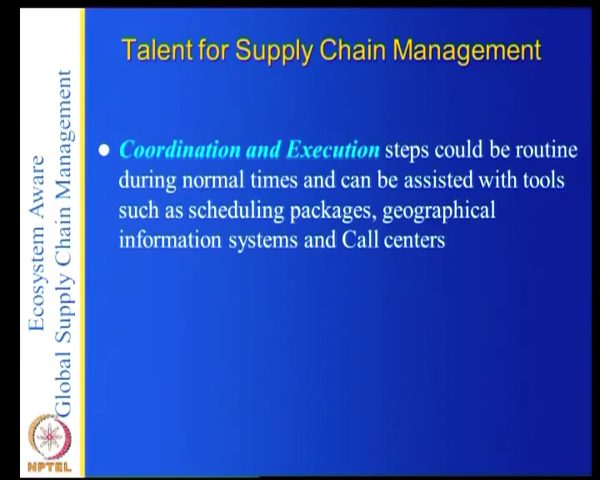 Talent for Supply Chain Management
Coordination and Execution steps could be routine
during normal times and can be assisted with tools
such as scheduling packages, geographical
information systems and Call centers
Ecosystem Aware
Global Supply Chain Management
NPTEL